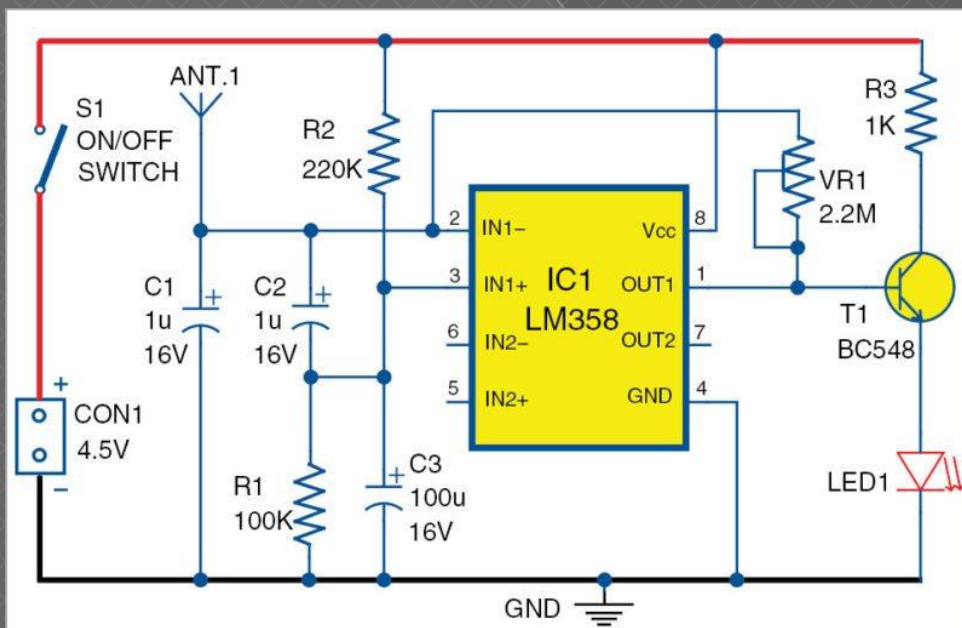 ANT.1
S1
ON/OFF
SWITCH
R2
220K
R3
1K
VR1
2.2M
2
IN1−
Vcc
8
C1
1u
16V
+
C2
1u
16V
+
3
IN1+
IC1
LM358
OUT1
1
6
IN2−
OUT2
7
T1
BC548
5
IN2+
GND
4
+
CON1
4.5V
−
R1
100K
+
C3
100u
16V
LED1
GND